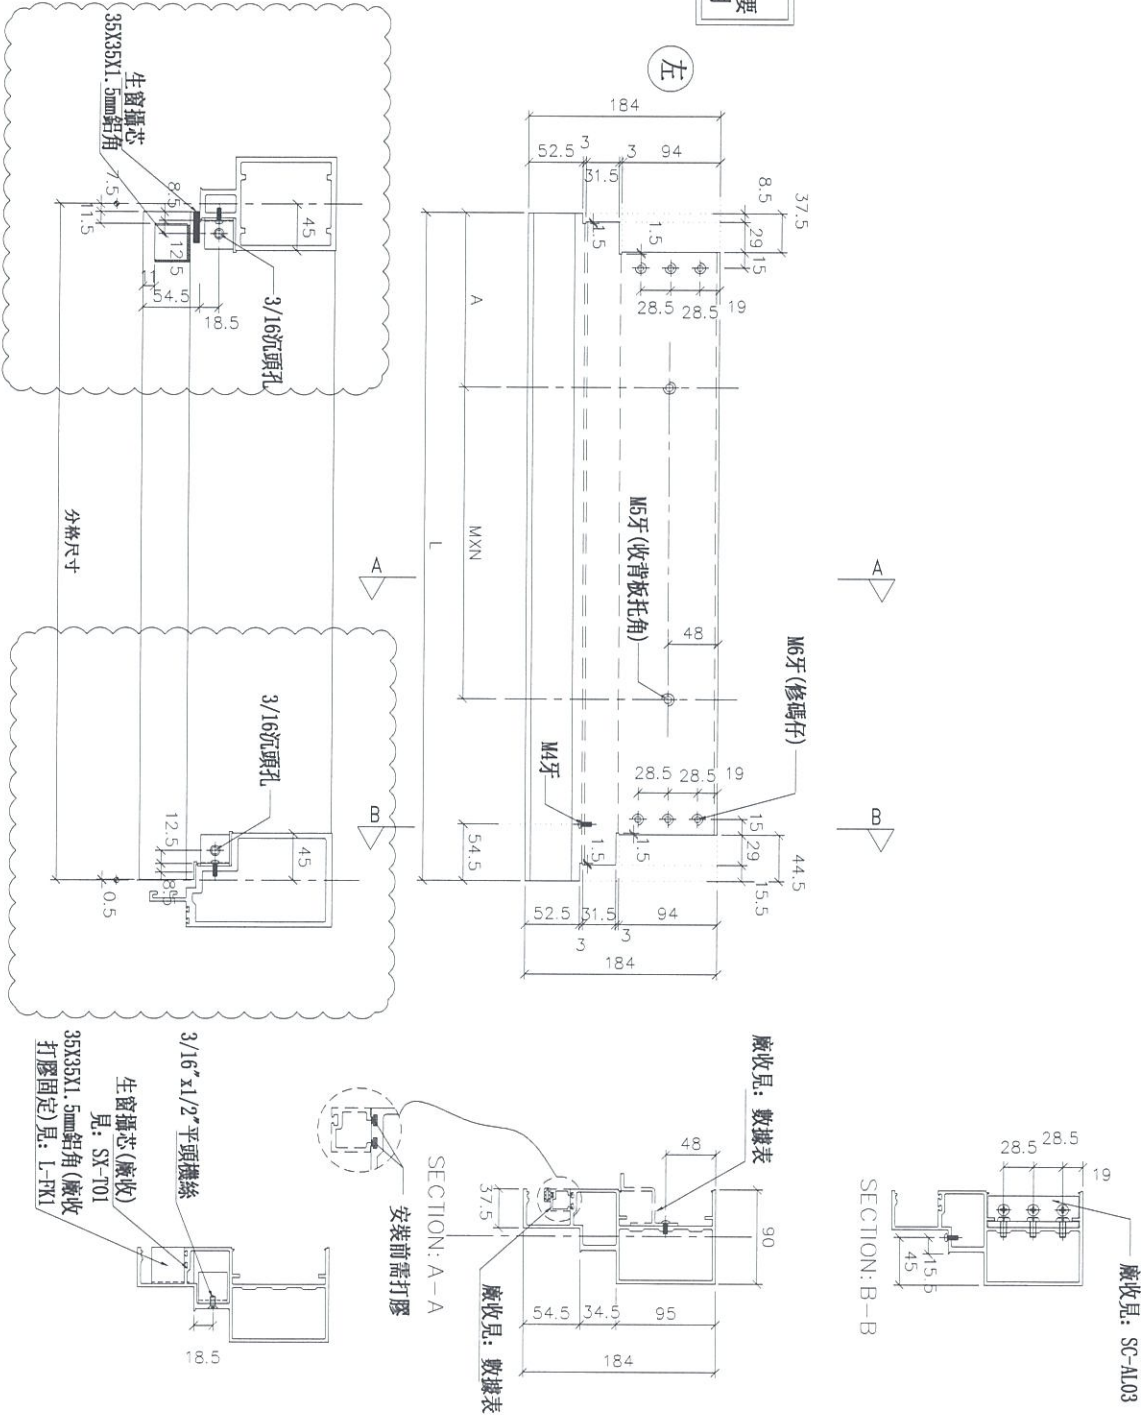 要
左
184
52.5
3
31.5
3
94
8.5
37.5
29
15
1.5
1.5
28.5
28.5
19
A
MXN
L
M5牙(收背板托角)
48
M6牙(修碼仔)
M4牙
54.5
28.5
28.5
19
15
29
44.5
15.5
1.5
1.5
52.5
31.5
94
3
3
184
A
A
B
B
生窗攝芯
35X35X1.5mm鋁角
7.5
11.5
8.5
12.5
45
11
54.5
18.5
3/16沉頭孔
分格尺寸
3/16沉頭孔
12.5
8.5
45
0.5
廠收見: SC-AL03
28.5
28.5
19
15.5
45
SECTION:B-B
廠收見: 數據表
48
90
37.5
54.5
34.5
95
184
廠收見: 數據表
SECTION:A-A
安裝前需打膠
3/16"x1/2"平頭機絲
生窗攝芯(廠收)
見: SX-T01
35X35X1.5mm鋁角(廠收
打膠固定)見: L-FK1
18.5